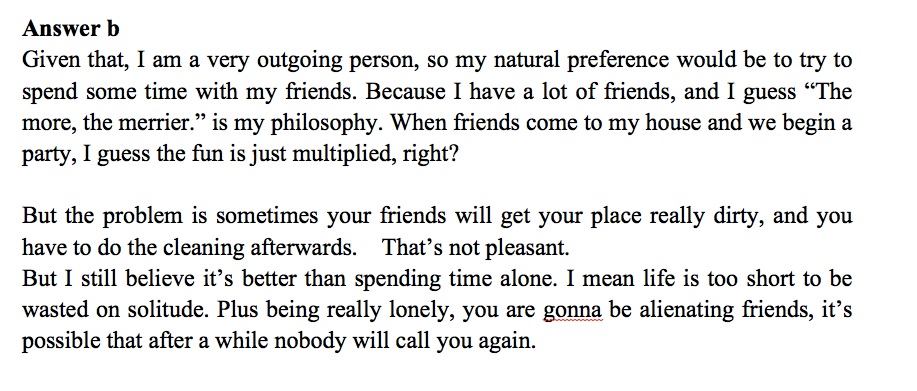 Answer b
Given that, I am a very outgoing person, so my natural preference would be to try to
spend some time with my friends. Because I have a lot of friends, and I guess “The
more, the merrier.” is my philosophy. When friends come to my house and we begin a
party, I guess the fun is just multiplied, right?
But the problem is sometimes your friends will get your place really dirty, and you
have to do the cleaning afterwards.    That’s not pleasant.
But I still believe it’s better than spending time alone. I mean life is too short to be
wasted on solitude. Plus being really lonely, you are gonna be alienating friends, it’s
possible that after a while nobody will call you again.